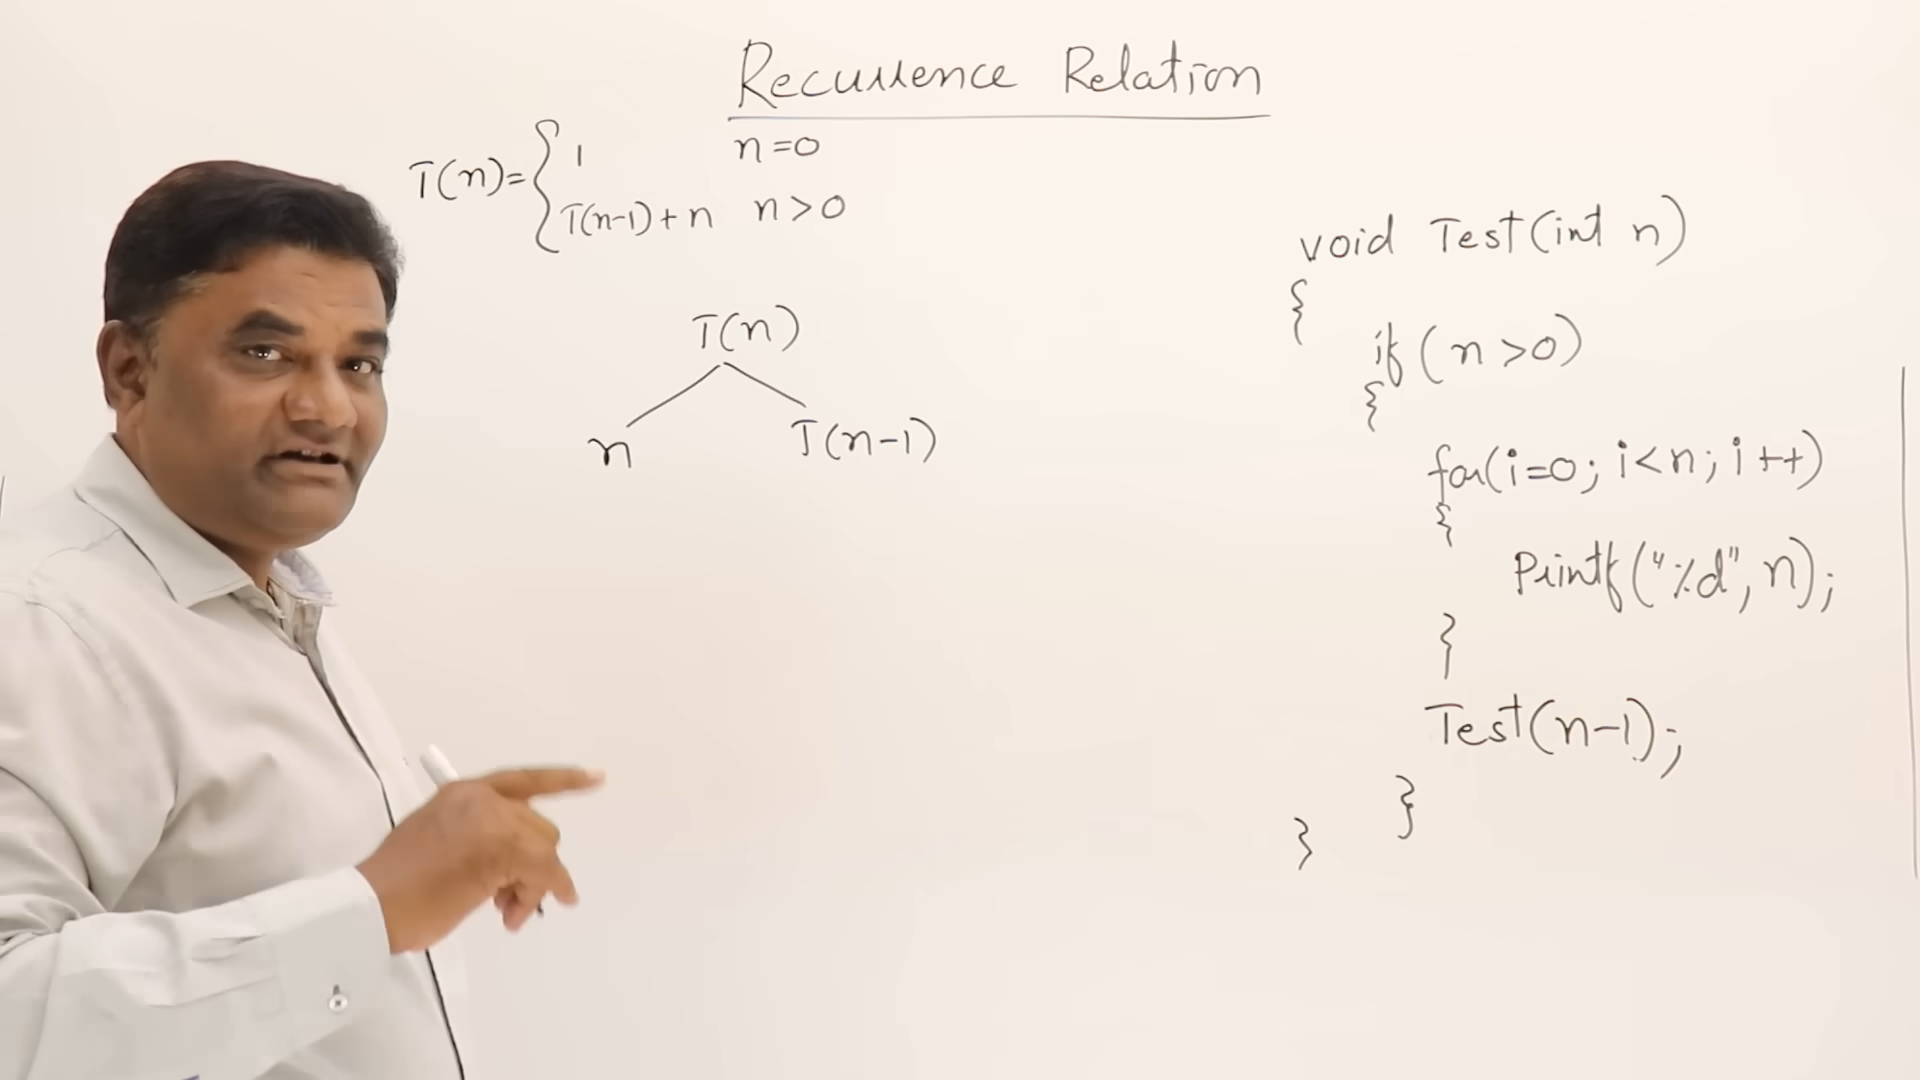 Recurrence Relation
T(n)= { 1 n=0
T(n-1)+n n>0
T(n)
n T(n-1)
void Test(int n)
{
if(n>0)
{
for(i=0; i<n; i++)
{
Printf("%d", n);
}
Test(n-1);
}
}